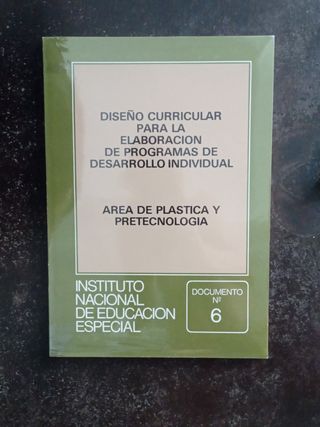 DISEÑO CURRICULAR
PARA LA
ELABORACION
DE PROGRAMAS DE
DESARROLLO INDIVIDUAL
AREA DE PLASTICA Y
PRETECNOLOGIA
INSTITUTO
NACIONAL
DE EDUCACION
ESPECIAL
DOCUMENTO
Nº
6